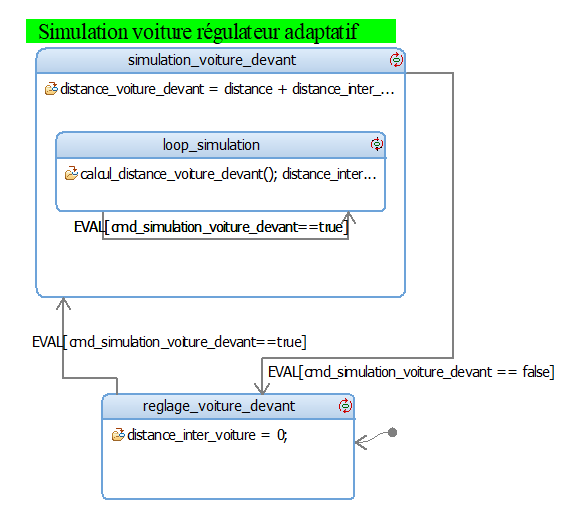 Simulation voiture régulateur adaptatif
simulation_voiture_devant
distance_voiture_devant = distance + distance_inter_...
loop_simulation
calcul_distance_voiture_devant(); distance_inter...
EVAL[cmd_simulation_voiture_devant==true]
EVAL[cmd_simulation_voiture_devant==true]
EVAL[cmd_simulation_voiture_devant == false]
reglage_voiture_devant
distance_inter_voiture = 0;